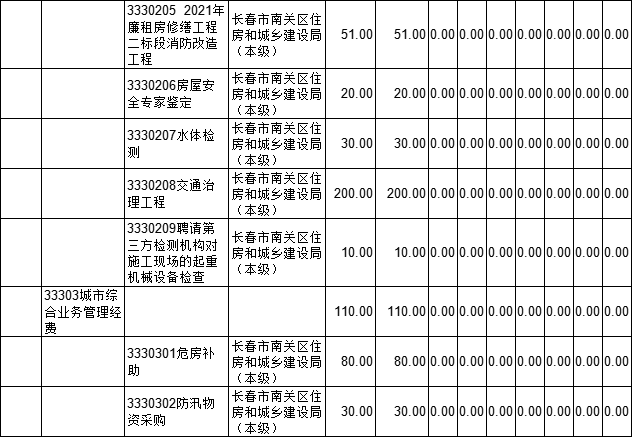 3330205 2021年 长春市南关区住
廉租房修缮工程 房和城乡建设局 51.00 51.00 0.00 0.00 0.00 0.00 0.00 0.00 0.00
二标段消防改造 （本级）
工程
3330206房屋安 长春市南关区住
全专家鉴定 房和城乡建设局 20.00 20.00 0.00 0.00 0.00 0.00 0.00 0.00 0.00
（本级）
3330207水体检 长春市南关区住
测 房和城乡建设局 30.00 30.00 0.00 0.00 0.00 0.00 0.00 0.00 0.00
（本级）
3330208交通治 长春市南关区住
理工程 房和城乡建设局 200.00 200.00 0.00 0.00 0.00 0.00 0.00 0.00 0.00
（本级）
3330209聘请第 长春市南关区住
三方检测机构对 房和城乡建设局 10.00 10.00 0.00 0.00 0.00 0.00 0.00 0.00 0.00
施工现场的起重 （本级）
机械设备检查
33303城市综
合业务管理经 110.00 110.00 0.00 0.00 0.00 0.00 0.00 0.00 0.00
费
3330301危房补 长春市南关区住
助 房和城乡建设局 80.00 80.00 0.00 0.00 0.00 0.00 0.00 0.00 0.00
（本级）
3330302防汛物 长春市南关区住
资采购 房和城乡建设局 30.00 30.00 0.00 0.00 0.00 0.00 0.00 0.00 0.00
（本级）